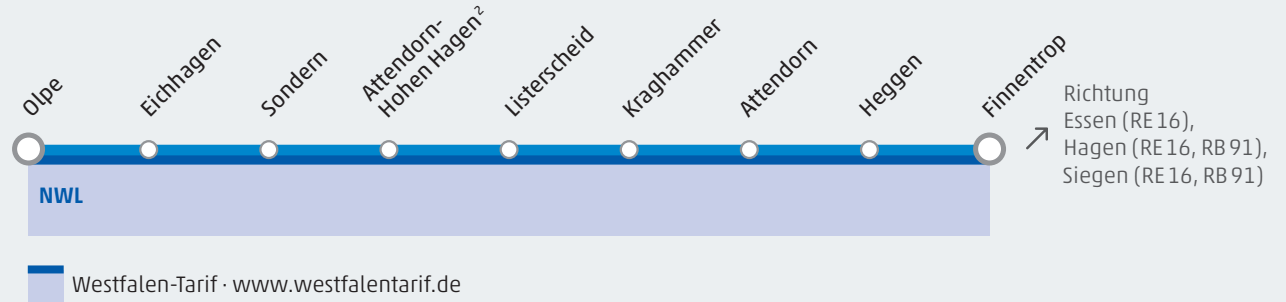 Olpe
Eichhagen
Sondern
Attendorn-
Hohen Hagen²
Listerscheid
Kraghammer
Attendorn
Heggen
Finnentrop
Richtung
Essen (RE 16),
Hagen (RE 16, RB 91),
Siegen (RE 16, RB 91)
NWL
Westfalen-Tarif · www.westfalentarif.de